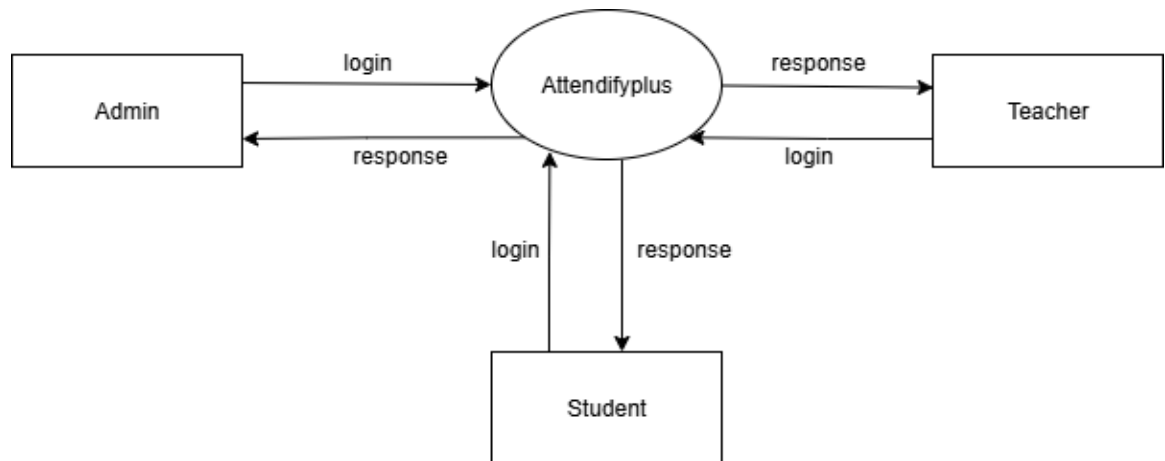 login
response
Attendifyplus
Admin
Teacher
response
login
login
response
Student